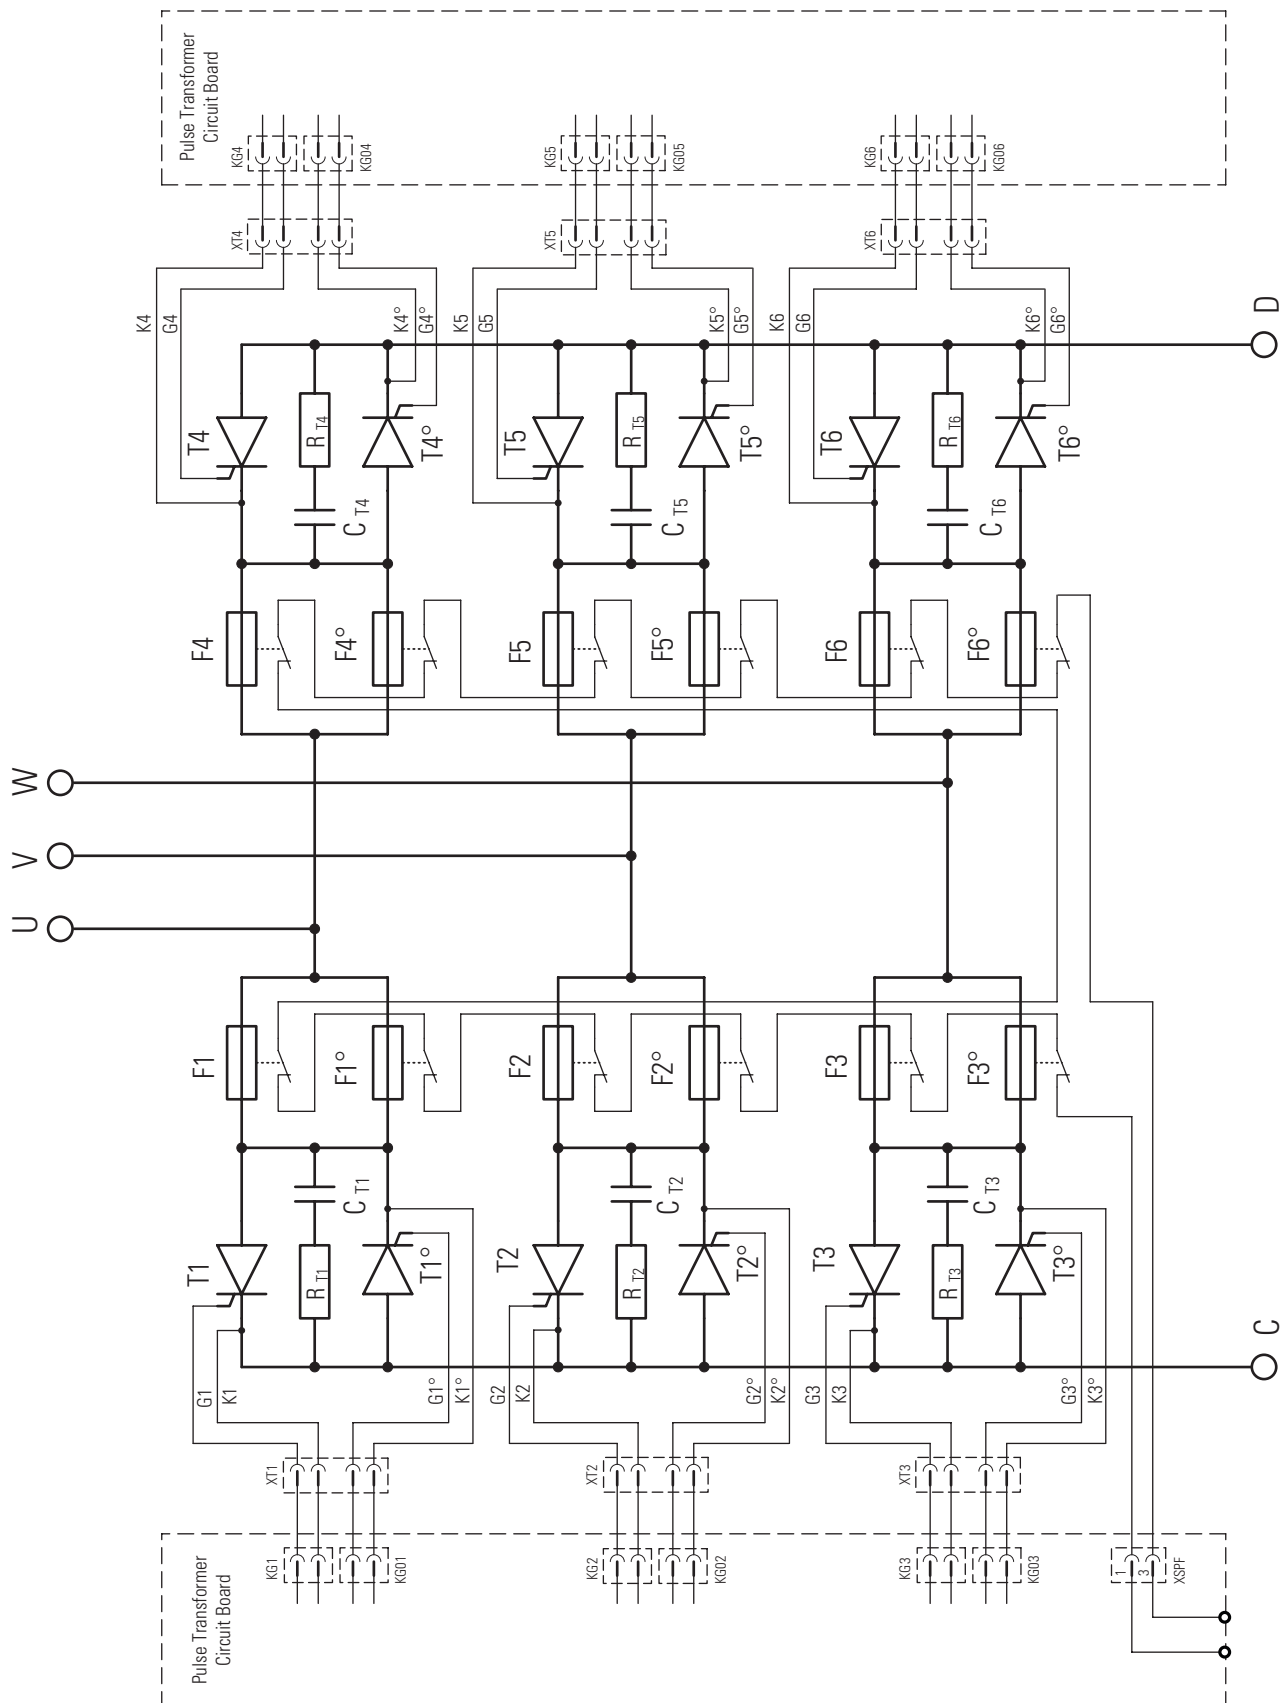 Pulse Transformer
Circuit Board
KG4
KG04
KG5
KG05
KG6
KG06
XT4
XT5
XT6
K4
G4
K4°
G4°
K5
G5
K5°
G5°
K6
G6
K6°
G6°
D
T4
R T4
T4°
C T4
T5
R T5
T5°
C T5
T6
R T6
T6°
C T6
F4
F4°
F5
F5°
F6
F6°
W
V
U
F1
F1°
F2
F2°
F3
F3°
T1
R T1
C T1
T1°
T2
R T2
C T2
T2°
T3
R T3
C T3
T3°
C
G1
K1
G1°
K1°
G2
K2
G2°
K2°
G3
K3
G3°
K3°
XT1
XT2
XT3
KG1
KG01
KG2
KG02
KG3
KG03
1
3
XSPF
Pulse Transformer
Circuit Board